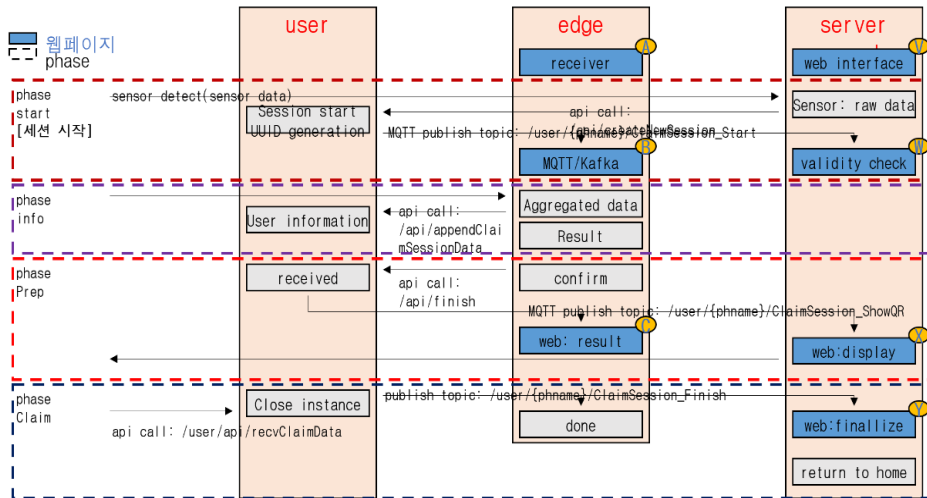 user
edge
server
웹페이지
phase
A
receiver
V
web interface
phase
start
[세션 시작]
sensor detect(sensor data)
Session start
UUID generation
api call:
/api/createNewSession
Sensor: raw data
MQTT publish topic: /user/{phname}/ClaimSession_Start
B
MQTT/Kafka
W
validity check
phase
info
User information
api call:
/api/appendClai
mSessionData
Aggregated data
Result
phase
Prep
received
api call:
/api/finish
confirm
MQTT publish topic: /user/{phname}/ClaimSession_ShowQR
C
web: result
X
web:display
phase
Claim
Close instance
publish topic: /user/{phname}/ClaimSession_Finish
api call: /user/api/recvClaimData
done
Y
web:finallize
return to home